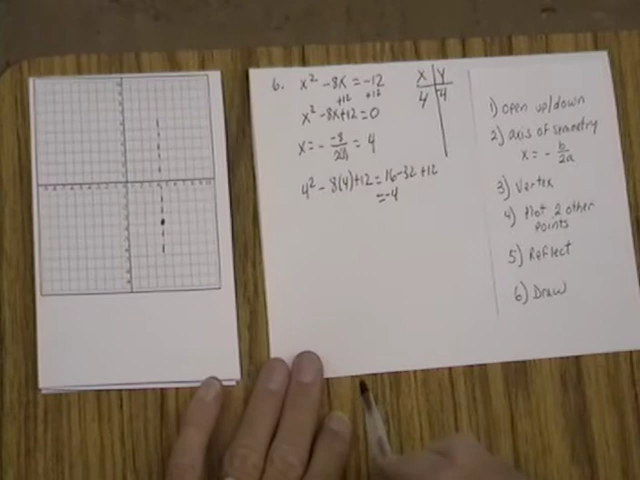 6. x² - 8x = -12
+12 +12
x² - 8x + 12 = 0
x = - -8/2(1) = 4
4² - 8(4) + 12 = 16 - 32 + 12
= -4
x y
4 4
1) open up/down
2) axis of symmetry
x = - b/2a
3) Vertex
4) Plot 2 other
points
5) Reflect
6) Draw